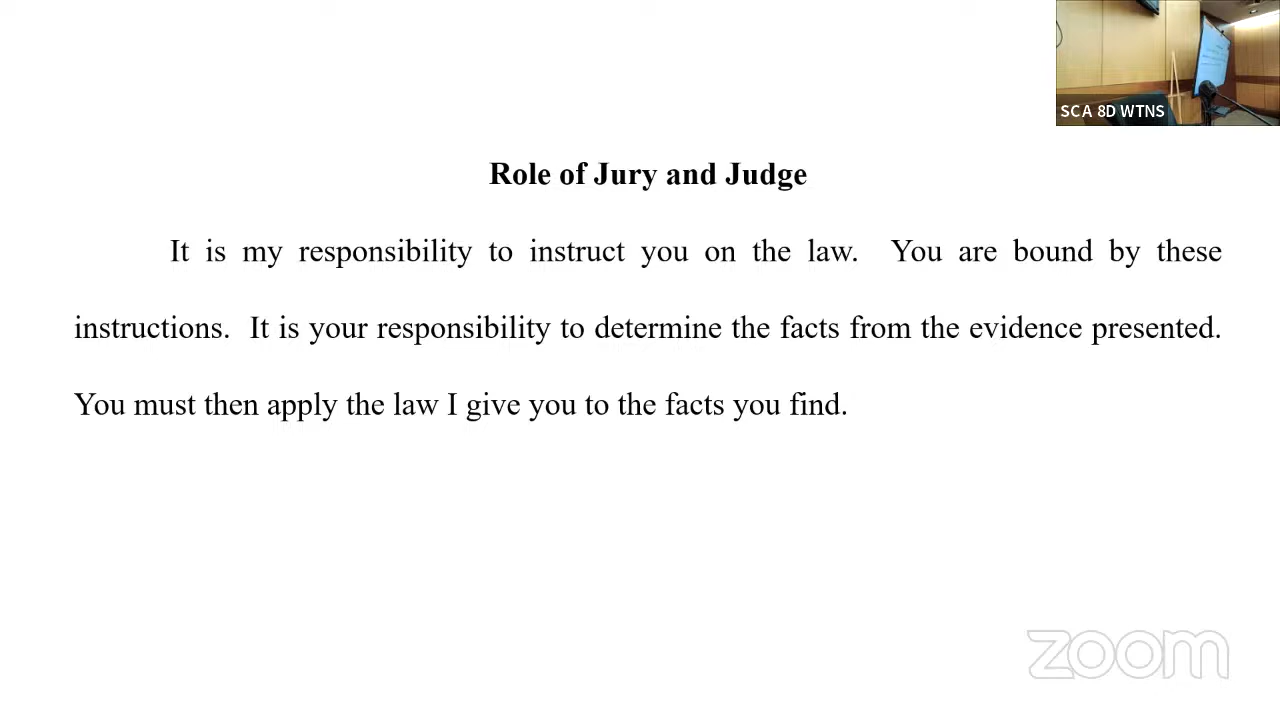 SCA 8D WTNS
Role of Jury and Judge
It is my responsibility to instruct you on the law. You are bound by these
instructions. It is your responsibility to determine the facts from the evidence presented.
You must then apply the law I give you to the facts you find.
zoom